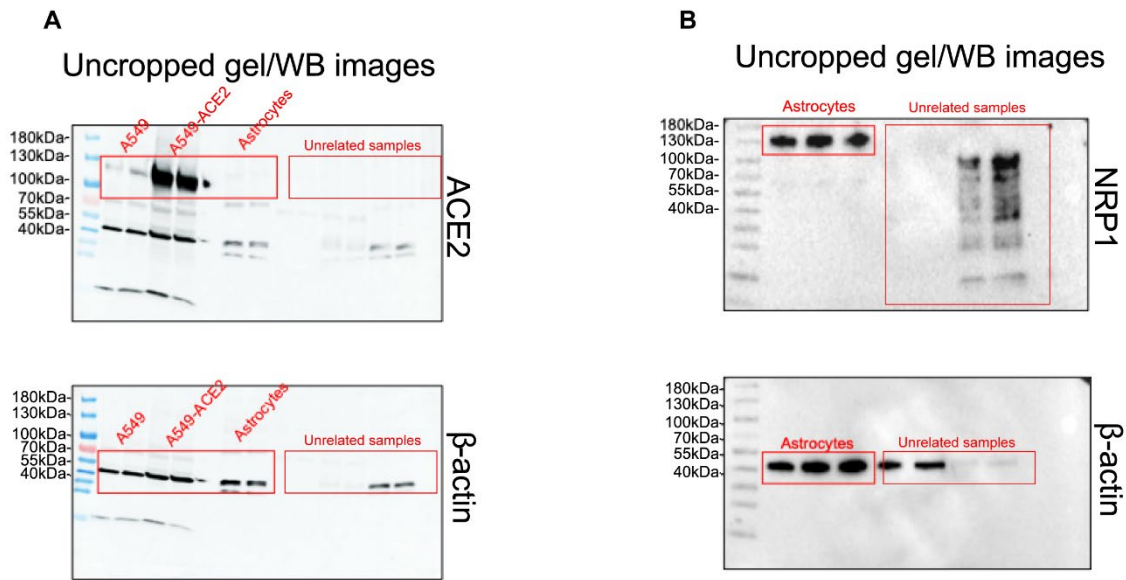 A
Uncropped gel/WB images
A549
A549-ACE2
Astrocytes
Unrelated samples
180kDa-
130kDa-
100kDa-
70kDa-
55kDa-
40kDa-
ACE2
A549
A549-ACE2
Astrocytes
Unrelated samples
180kDa-
130kDa-
100kDa-
70kDa-
55kDa-
40kDa-
β-actin
B
Uncropped gel/WB images
Astrocytes
Unrelated samples
180kDa-
130kDa-
100kDa-
70kDa-
55kDa-
40kDa-
NRP1
Astrocytes
Unrelated samples
180kDa-
130kDa-
100kDa-
70kDa-
55kDa-
40kDa-
β-actin